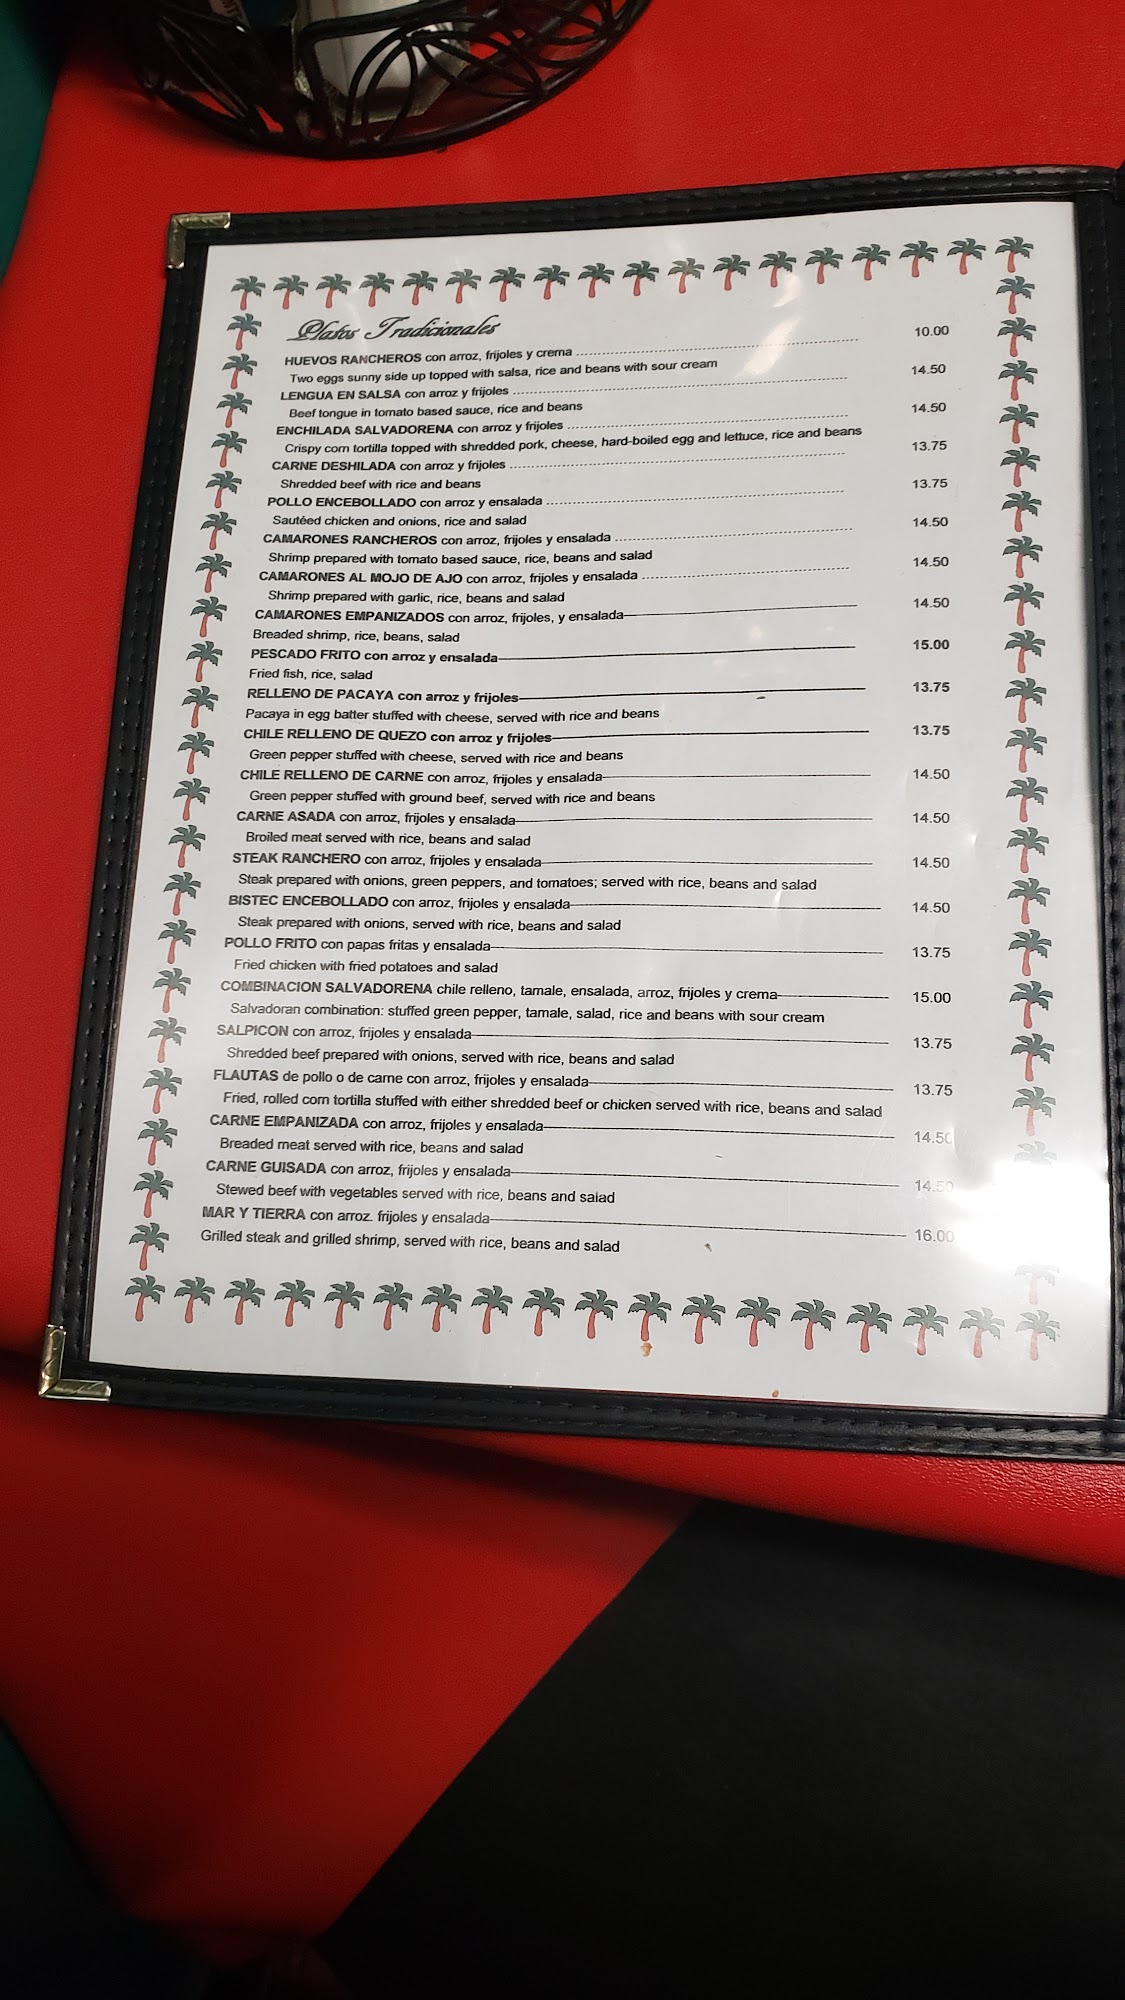 Platos Tradicionales
HUEVOS RANCHEROS con arroz, frijoles y crema 10.00
Two eggs sunny side up topped with salsa, rice and beans with sour cream
LENGUA EN SALSA con arroz y frijoles 14.50
Beef tongue in tomato based sauce, rice and beans
ENCHILADA SALVADORENA con arroz y frijoles 14.50
Crispy corn tortilla topped with shredded pork, cheese, hard-boiled egg and lettuce, rice and beans
CARNE DESHILADA con arroz y frijoles 13.75
Shredded beef with rice and beans
POLLO ENCEBOLLADO con arroz y ensalada 13.75
Sautéed chicken and onions, rice and salad
CAMARONES RANCHEROS con arroz, frijoles y ensalada 14.50
Shrimp prepared with tomato based sauce, rice, beans and salad
CAMARONES AL MOJO DE AJO con arroz, frijoles y ensalada 14.50
Shrimp prepared with garlic, rice, beans and salad
CAMARONES EMPANIZADOS con arroz, frijoles, y ensalada 14.50
Breaded shrimp, rice, beans, salad
PESCADO FRITO con arroz y ensalada 15.00
Fried fish, rice, salad
RELLENO DE PACAYA con arroz y frijoles 13.75
Pacaya in egg batter stuffed with cheese, served with rice and beans
CHILE RELLENO DE QUEZO con arroz y frijoles 13.75
Green pepper stuffed with cheese, served with rice and beans
CHILE RELLENO DE CARNE con arroz, frijoles y ensalada 14.50
Green pepper stuffed with ground beef, served with rice and beans
CARNE ASADA con arroz, frijoles y ensalada 14.50
Broiled meat served with rice, beans and salad
STEAK RANCHERO con arroz, frijoles y ensalada 14.50
Steak prepared with onions, green peppers, and tomatoes; served with rice, beans and salad
BISTEC ENCEBOLLADO con arroz, frijoles y ensalada 14.50
Steak prepared with onions, served with rice, beans and salad
POLLO FRITO con papas fritas y ensalada 13.75
Fried chicken with fried potatoes and salad
COMBINACION SALVADORENA chile relleno, tamale, ensalada, arroz, frijoles y crema 15.00
Salvadoran combination: stuffed green pepper, tamale, salad, rice and beans with sour cream
SALPICON con arroz, frijoles y ensalada 13.75
Shredded beef prepared with onions, served with rice, beans and salad
FLAUTAS de pollo o de carne con arroz, frijoles y ensalada 13.75
Fried, rolled corn tortilla stuffed with either shredded beef or chicken served with rice, beans and salad
CARNE EMPANIZADA con arroz, frijoles y ensalada 14.50
Breaded meat served with rice, beans and salad
CARNE GUISADA con arroz, frijoles y ensalada 14.50
Stewed beef with vegetables served with rice, beans and salad
MAR Y TIERRA con arroz. frijoles y ensalada 16.00
Grilled steak and grilled shrimp, served with rice, beans and salad